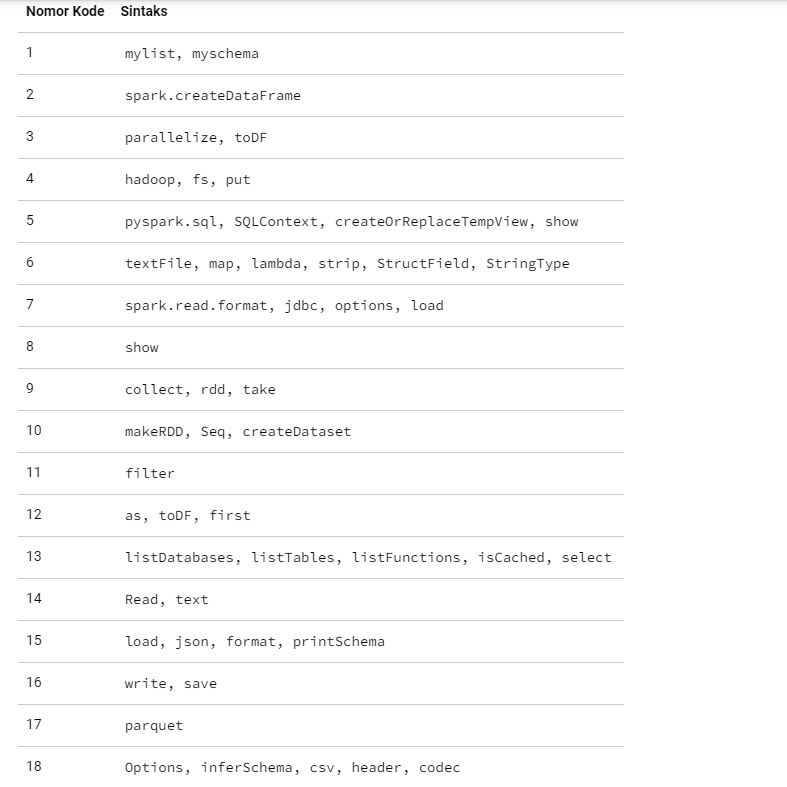 Nomor Kode Sintaks
1 mylist, myschema
2 spark.createDataFrame
3 parallelize, toDF
4 hadoop, fs, put
5 pyspark.sql, SQLContext, createOrReplaceTempView, show
6 textFile, map, lambda, strip, StructField, StringType
7 spark.read.format, jdbc, options, load
8 show
9 collect, rdd, take
10 makeRDD, Seq, createDataset
11 filter
12 as, toDF, first
13 listDatabases, listTables, listFunctions, isCached, select
14 Read, text
15 load, json, format, printSchema
16 write, save
17 parquet
18 Options, inferSchema, csv, header, codec